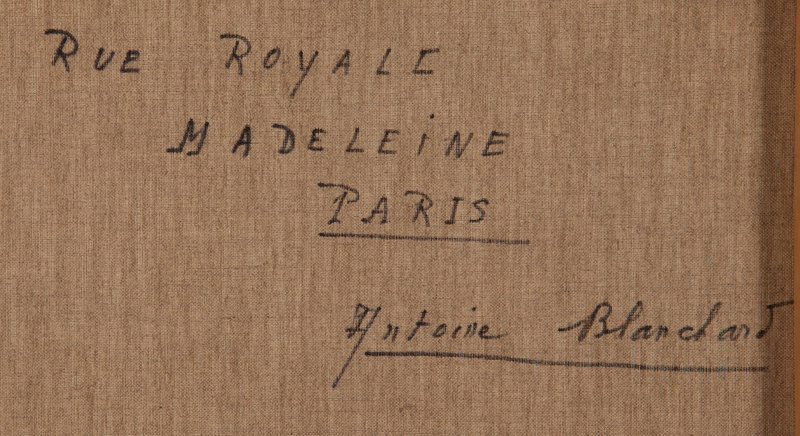 RUE ROYALE
MADELEiNE
PARIS
Antoine Blanchard